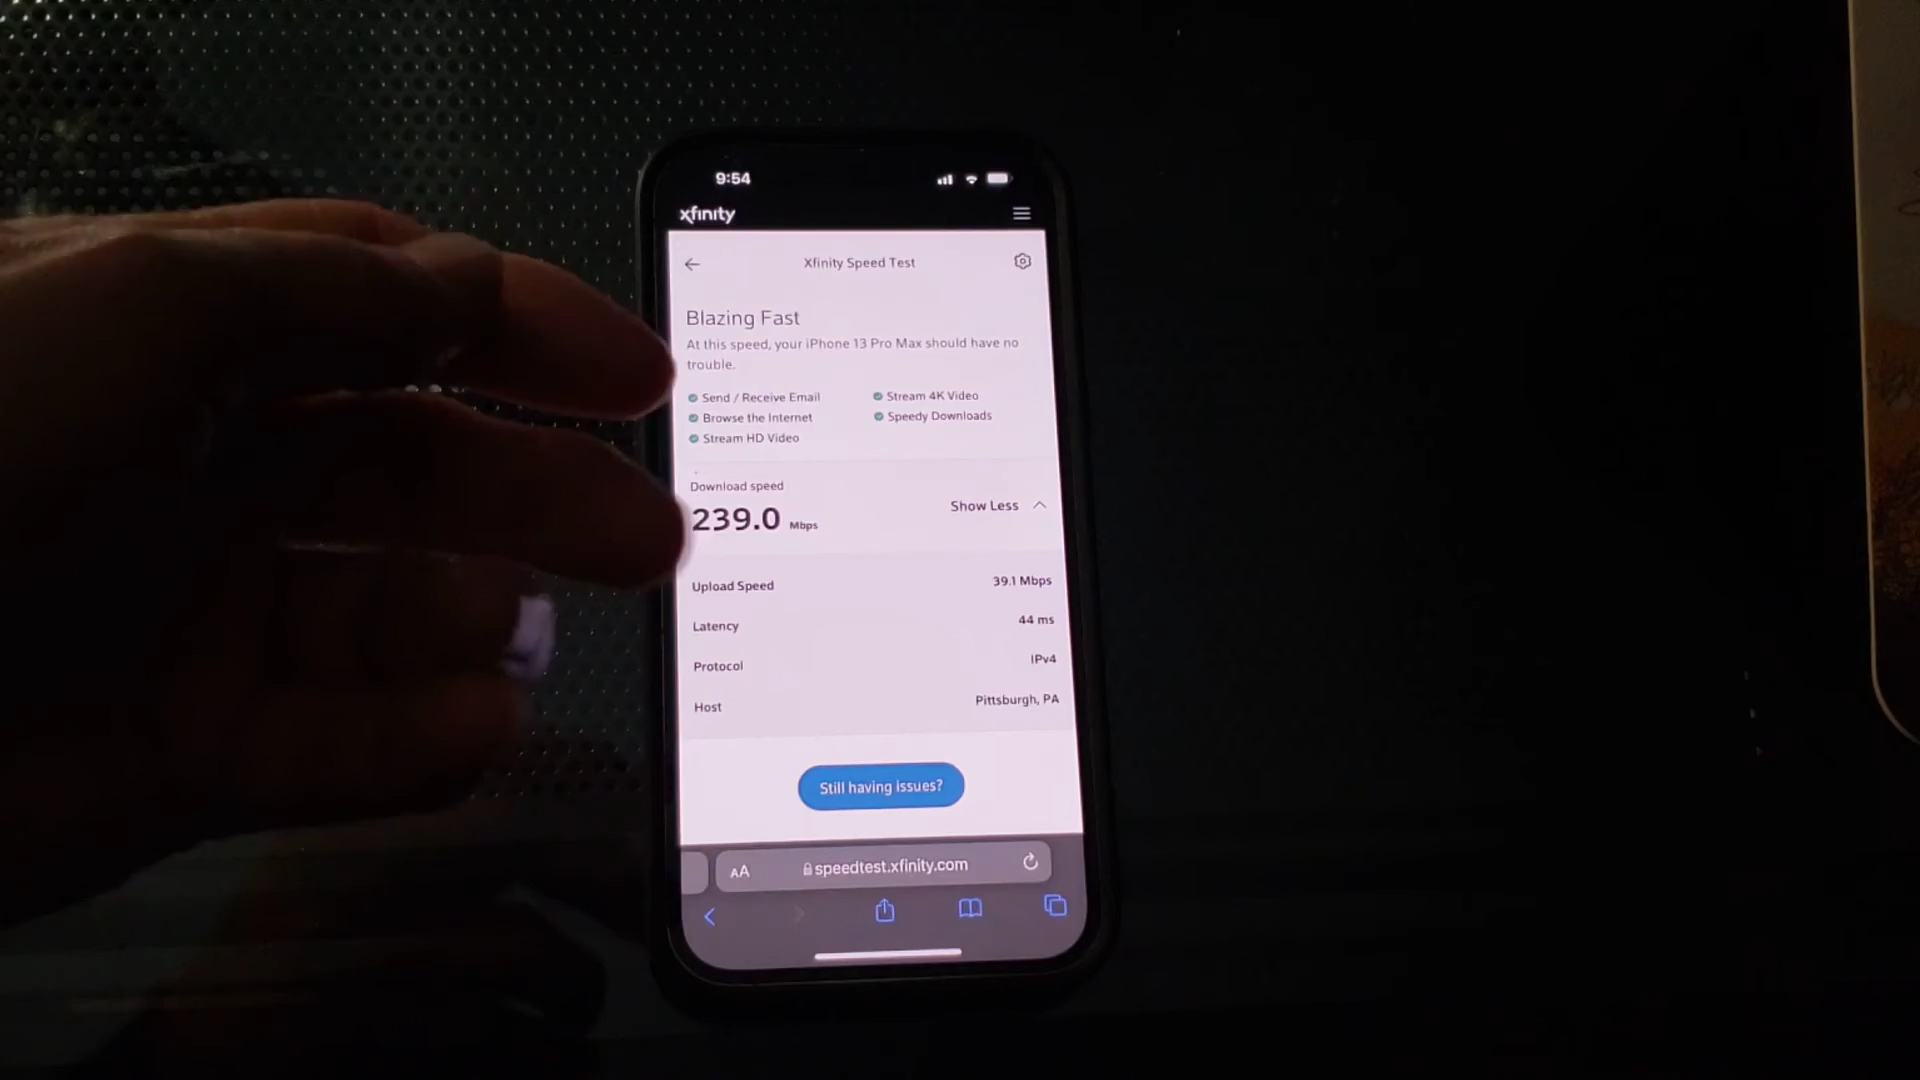 9:54
xfinity
Xfinity Speed Test
Blazing Fast
At this speed, your iPhone 13 Pro Max should have no
trouble.
Send / Receive Email
Browse the Internet
Stream HD Video
Stream 4K Video
Speedy Downloads
Download speed
239.0 Mbps
Show Less
Upload Speed 39.1 Mbps
Latency 44 ms
Protocol IPv4
Host Pittsburgh, PA
Still having issues?
AA speedtest.xfinity.com